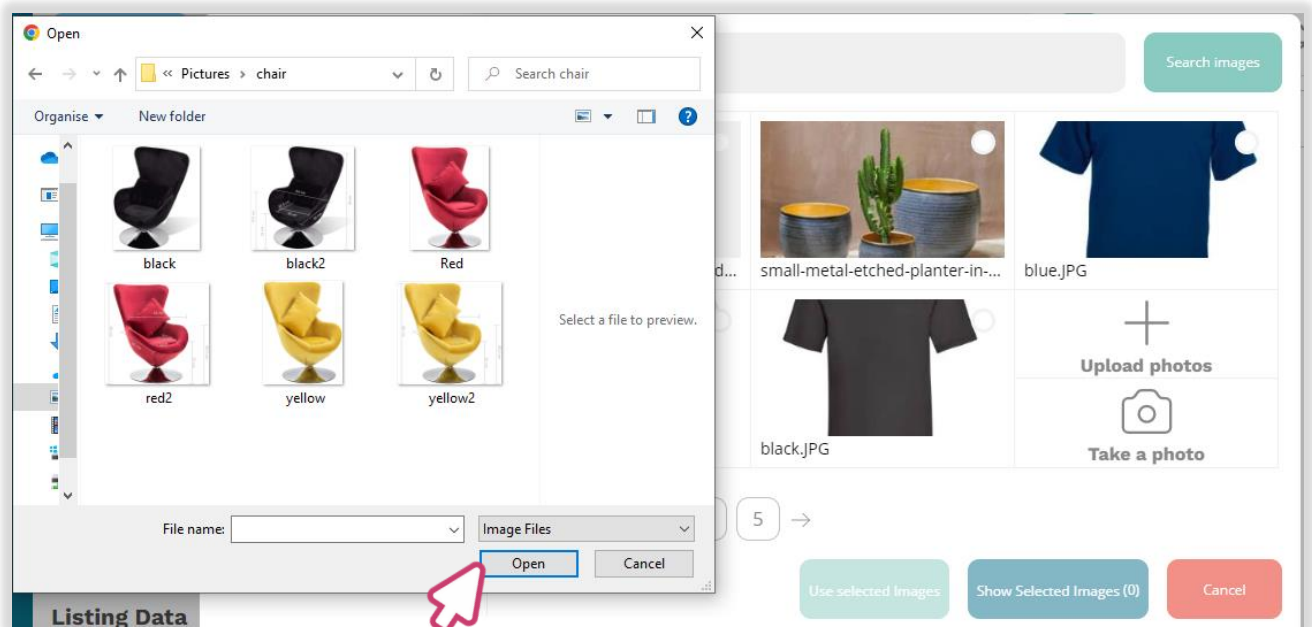 Open
« Pictures › chair
Search chair
Organise
New folder
black
black2
Red
red2
yellow
yellow2
Select a file to preview.
File name:
Image Files
Open
Cancel
Search images
d...
small-metal-etched-planter-in-...
blue.JPG
black.JPG
Upload photos
Take a photo
5
Use selected Images
Show Selected Images (0)
Cancel
Listing Data